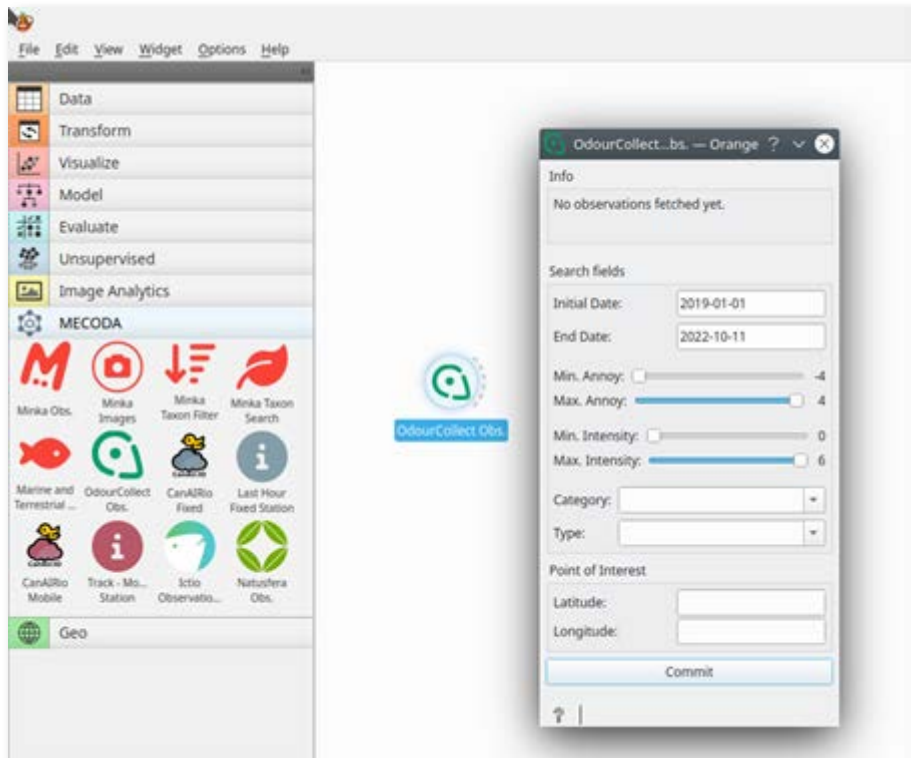 File Edit View Widget Options Help
Data
Transform
Visualize
Model
Evaluate
Unsupervised
Image Analytics
MECODA
Minka Obs.
Minka Images
Minka Taxon Filter
Minka Taxon Search
Marine and Terrestrial ...
OdourCollect Obs.
CanAIRio Fixed
Last Hour Fixed Station
CanAIRio Mobile
Track - Mo... Station
Ictio Observatio...
Natusfera Obs.
Geo
OdourCollect Obs.
OdourCollect...bs. — Orange ?
Info
No observations fetched yet.
Search fields
Initial Date: 2019-01-01
End Date: 2022-10-11
Min. Annoy: -4
Max. Annoy: 4
Min. Intensity: 0
Max. Intensity: 6
Category:
Type:
Point of Interest
Latitude:
Longitude:
Commit
?